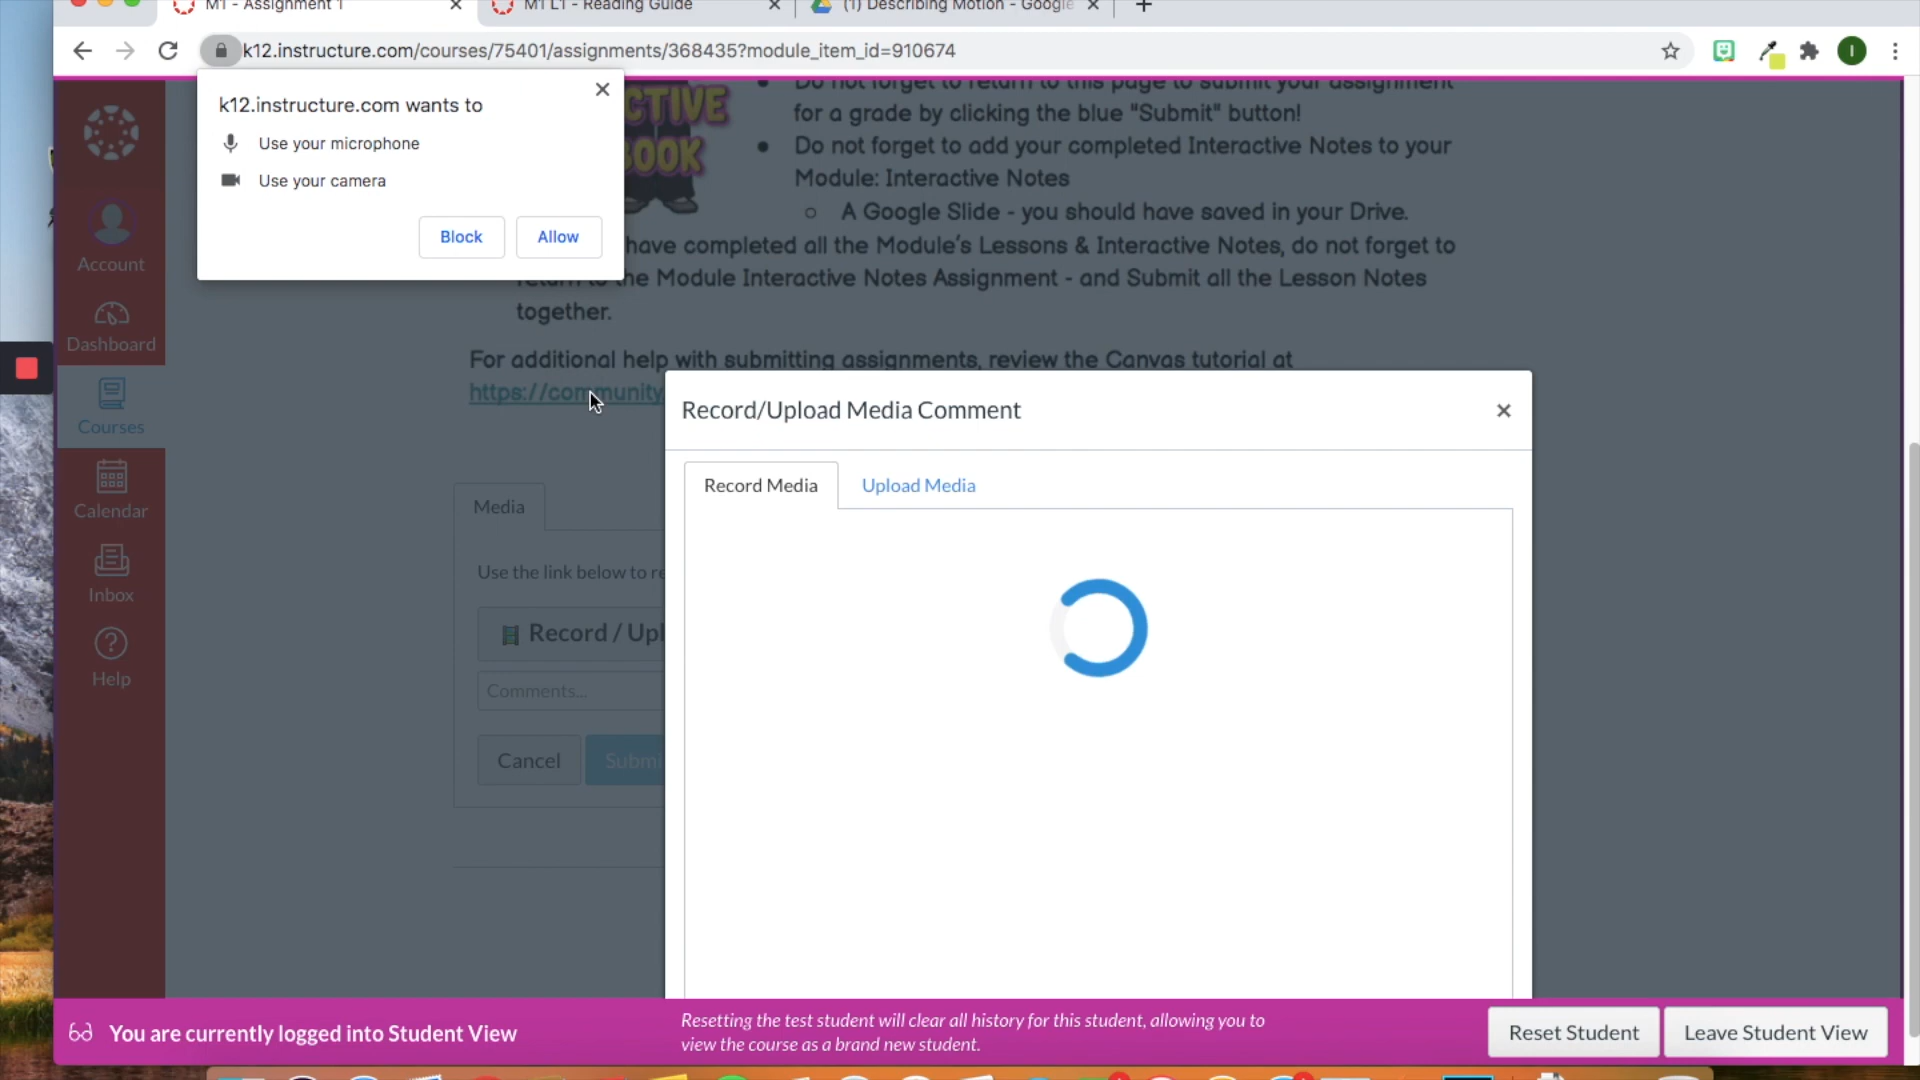 M1 - Assignment 1
M1 L1 - Reading Guide
(1) Describing Motion - Google
k12.instructure.com/courses/75401/assignments/368435?module_item_id=910674
I
k12.instructure.com wants to
Use your microphone
Use your camera
Block
Allow
CTIVE
BOOK
Do not forget to return to this page to submit your assignment
for a grade by clicking the blue "Submit" button!
Do not forget to add your completed Interactive Notes to your
Module: Interactive Notes
A Google Slide - you should have saved in your Drive.
have completed all the Module's Lessons & Interactive Notes, do not forget to
return to the Module Interactive Notes Assignment - and Submit all the Lesson Notes
together.
For additional help with submitting assignments, review the Canvas tutorial at
https://community
Account
Dashboard
Courses
Calendar
Inbox
Help
Record/Upload Media Comment
Record Media
Upload Media
Media
Use the link below to re
Record / Upl
Comments...
Cancel
Submi
You are currently logged into Student View
Resetting the test student will clear all history for this student, allowing you to
view the course as a brand new student.
Reset Student
Leave Student View